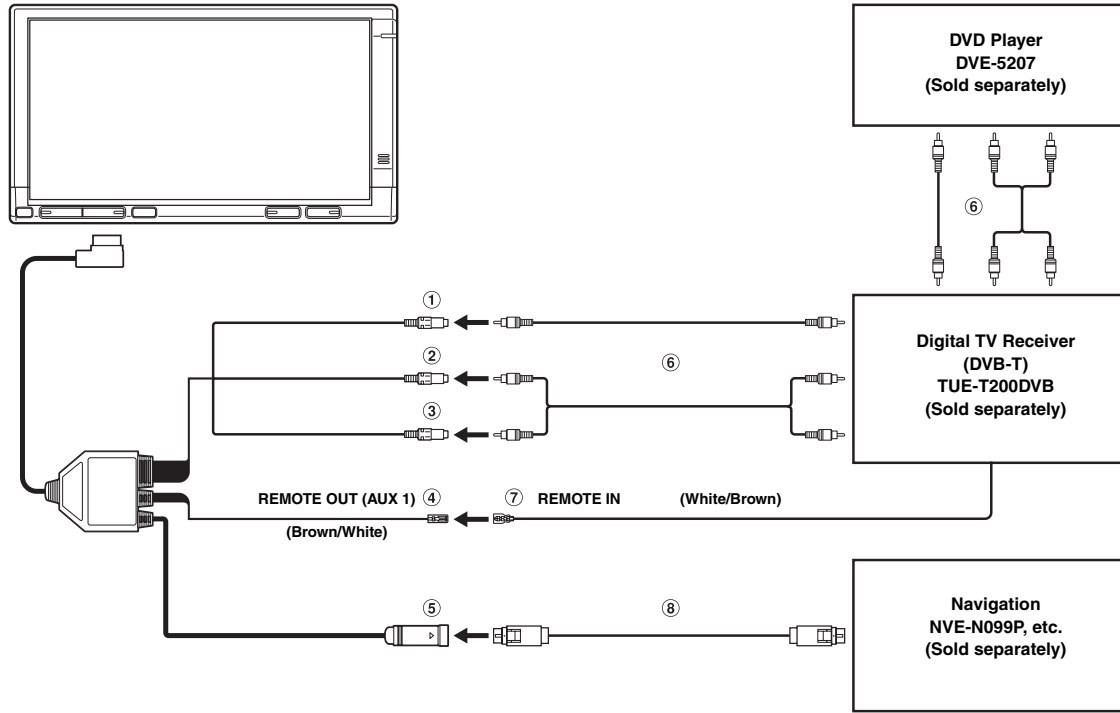 DVD Player
DVE-5207
(Sold separately)
⑥
①
②
⑥
③
Digital TV Receiver
(DVB-T)
TUE-T200DVB
(Sold separately)
REMOTE OUT (AUX 1) ④ ⑦ REMOTE IN (White/Brown)
(Brown/White)
⑤ ⑧
Navigation
NVE-N099P, etc.
(Sold separately)